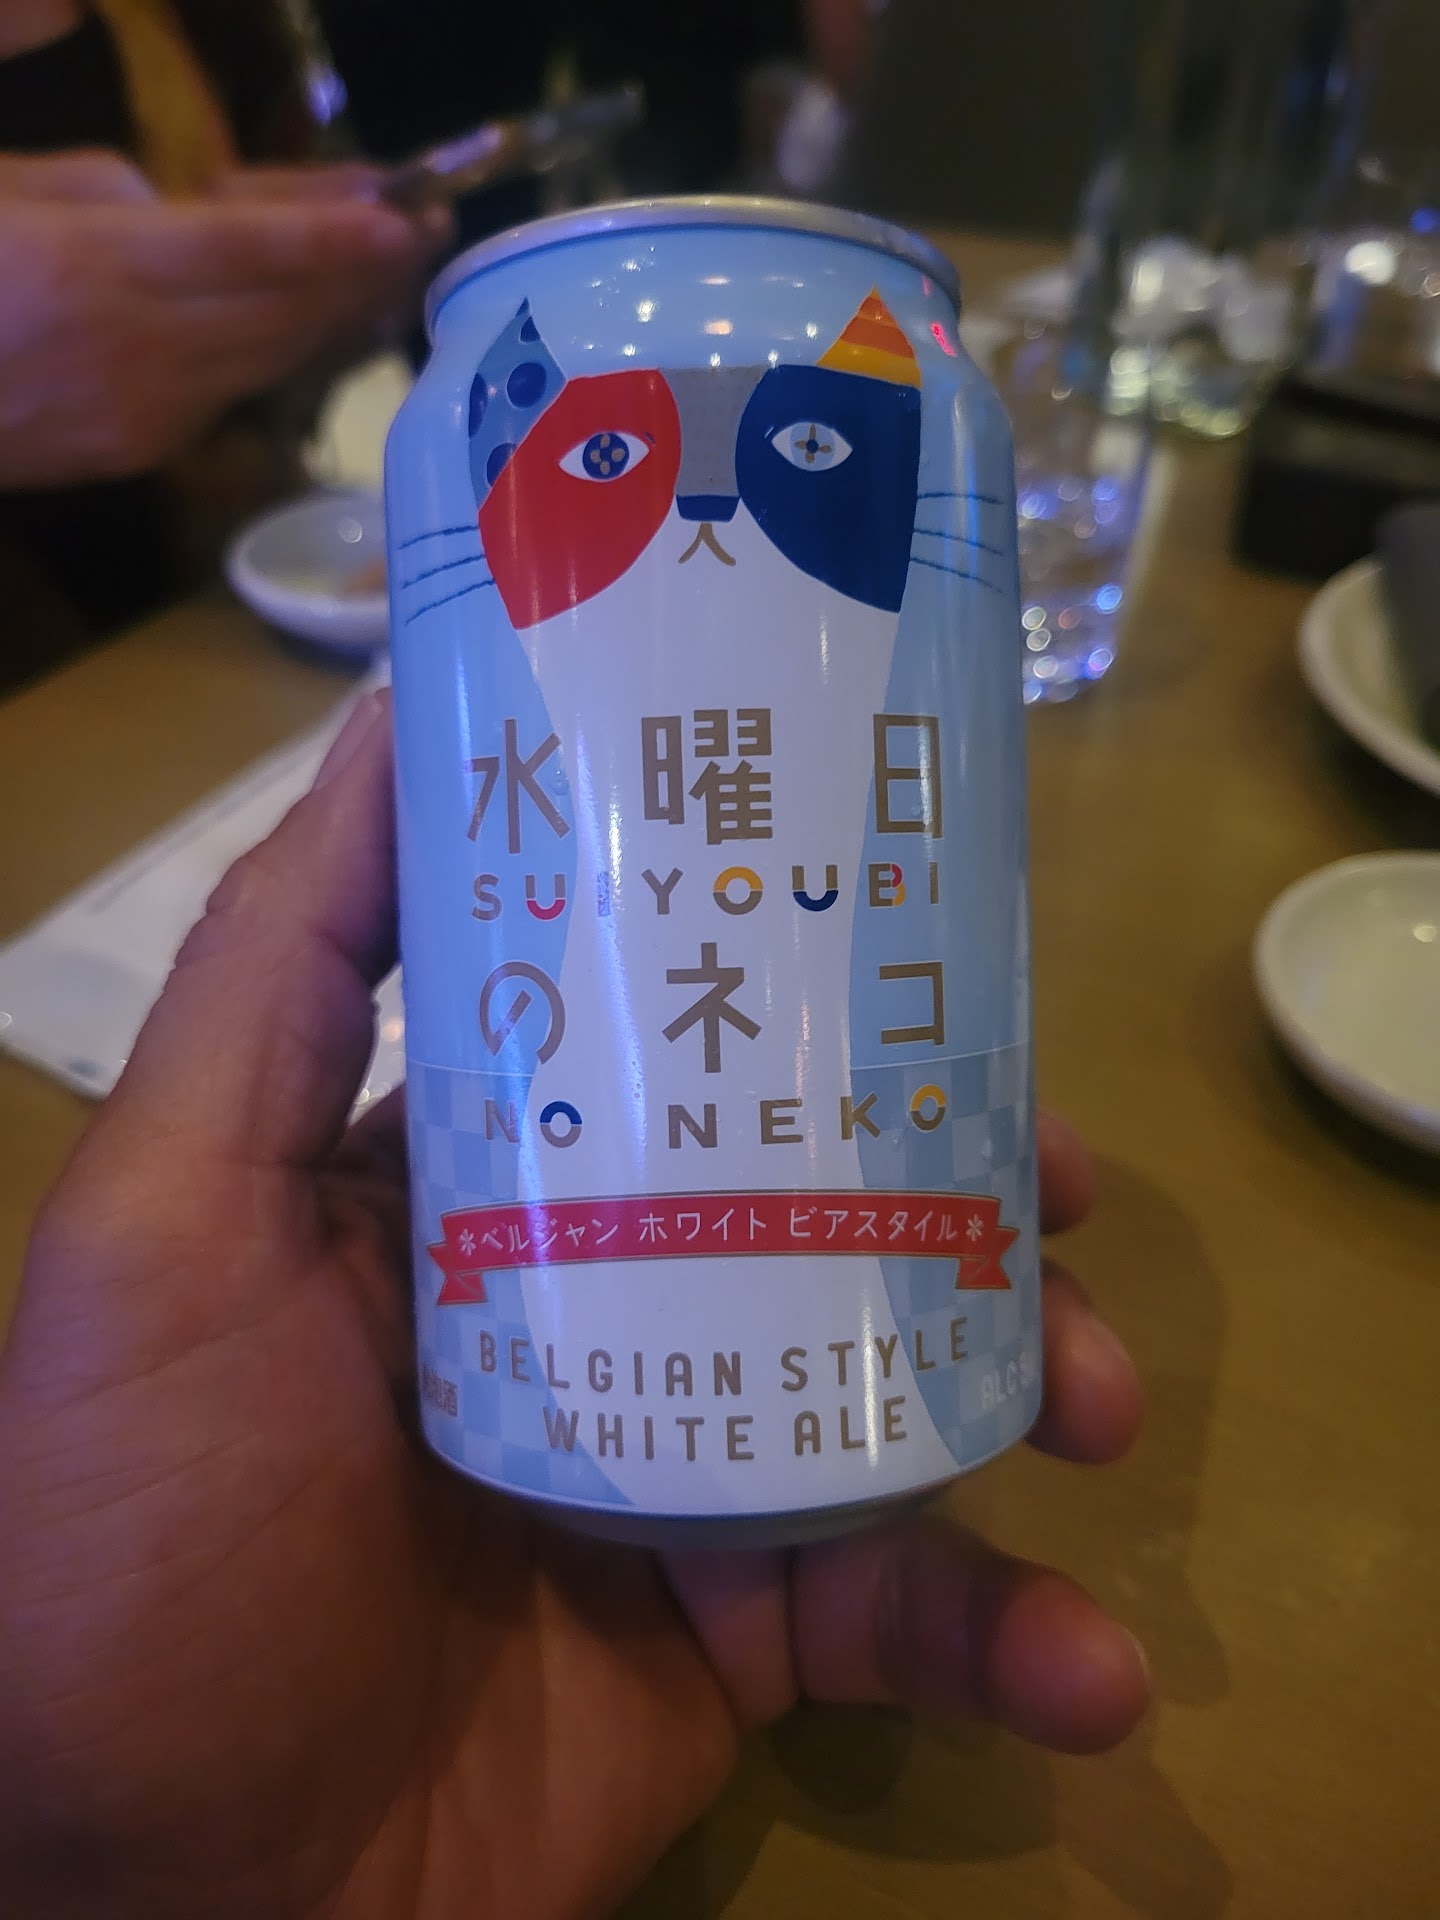 水曜日
SUIYOUBI
のネコ
NO NEKO
*ベルジャン ホワイト ビアスタイル*
BELGIAN STYLE
WHITE ALE
ALC